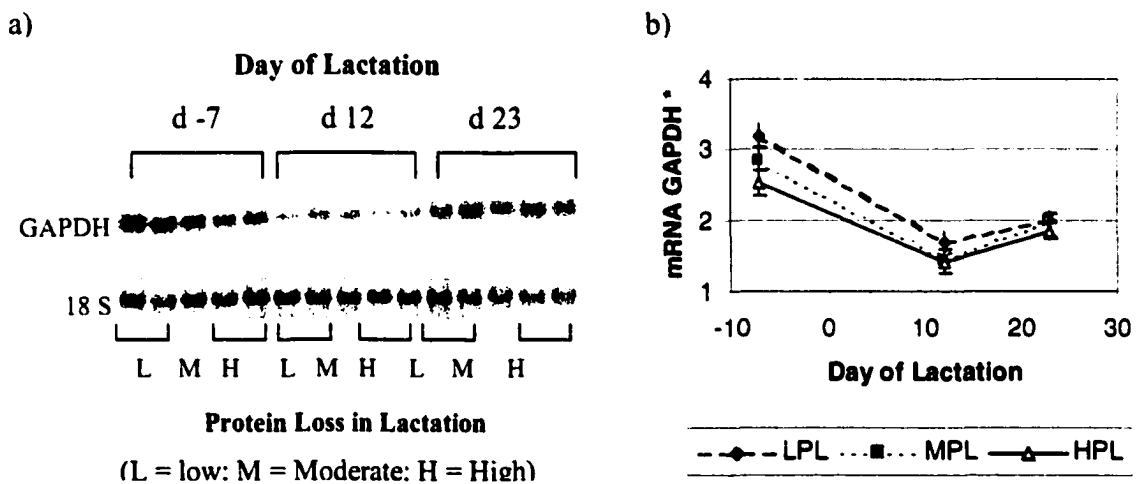 a)
Day of Lactation
d -7 d 12 d 23
GAPDH
18 S
L M H L M H L M H
Protein Loss in Lactation
(L = low; M = Moderate; H = High)
b)
4
3
2
1
mRNA GAPDH *
-10 0 10 20 30
Day of Lactation
LPL MPL HPL